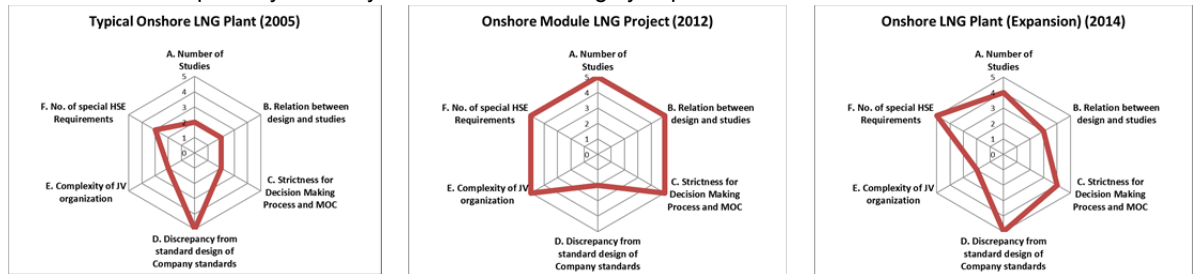 Typical Onshore LNG Plant (2005)
A. Number of
Studies
5
4
3
2
1
0
B. Relation between
design and studies
C. Strictness for
Decision Making
Process and MOC
D. Discrepancy from
standard design of
Company standards
E. Complexity of JV
organization
F. No. of special HSE
Requirements
Onshore Module LNG Project (2012)
A. Number of
Studies
5
4
3
2
1
0
B. Relation between
design and studies
C. Strictness for
Decision Making
Process and MOC
D. Discrepancy from
standard design of
Company standards
E. Complexity of JV
organization
F. No. of special HSE
Requirements
Onshore LNG Plant (Expansion) (2014)
A. Number of
Studies
5
4
3
2
1
0
B. Relation between
design and studies
C. Strictness for
Decision Making
Process and MOC
D. Discrepancy from
standard design of
Company standards
E. Complexity of JV
organization
F. No. of special HSE
Requirements